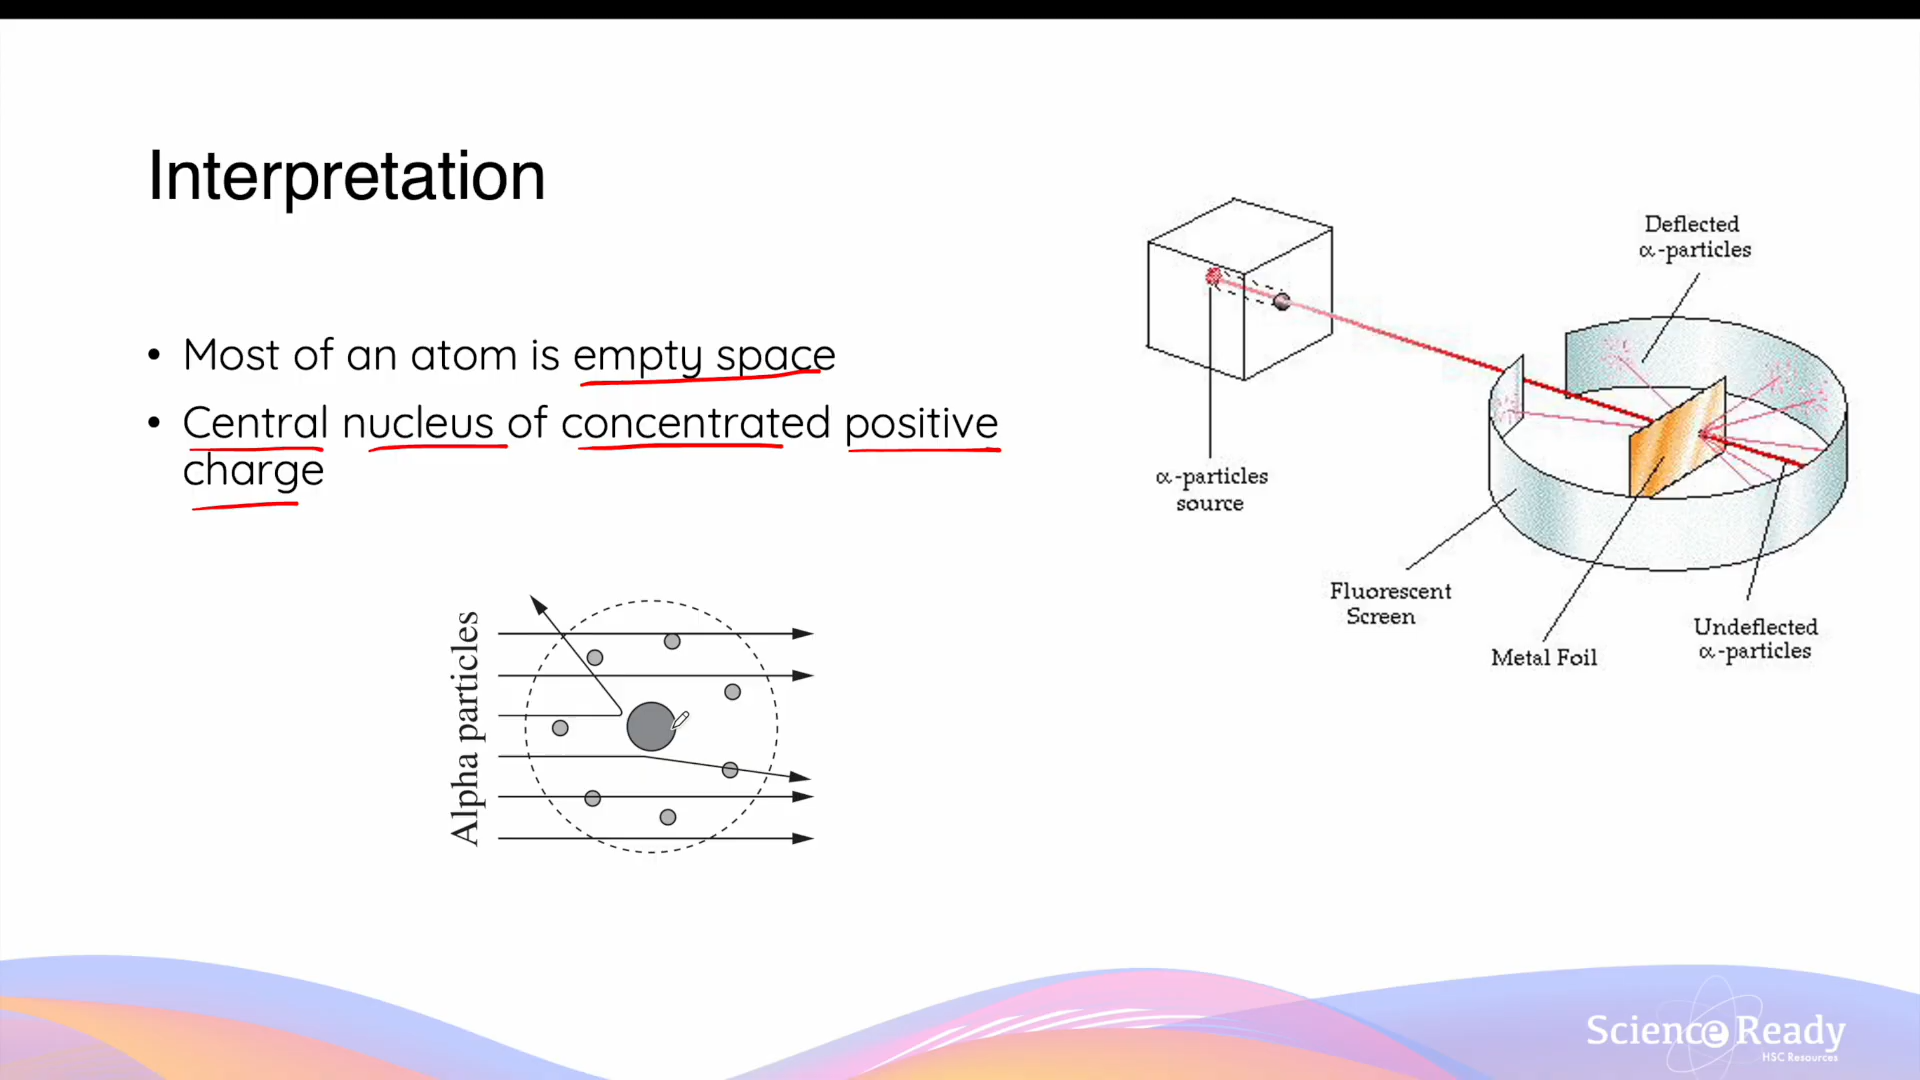 Interpretation
• Most of an atom is empty space
• Central nucleus of concentrated positive
charge
Alpha particles
Deflected
α-particles
α-particles
source
Fluorescent
Screen
Metal Foil
Undeflected
α-particles
Science Ready
HSC Resources